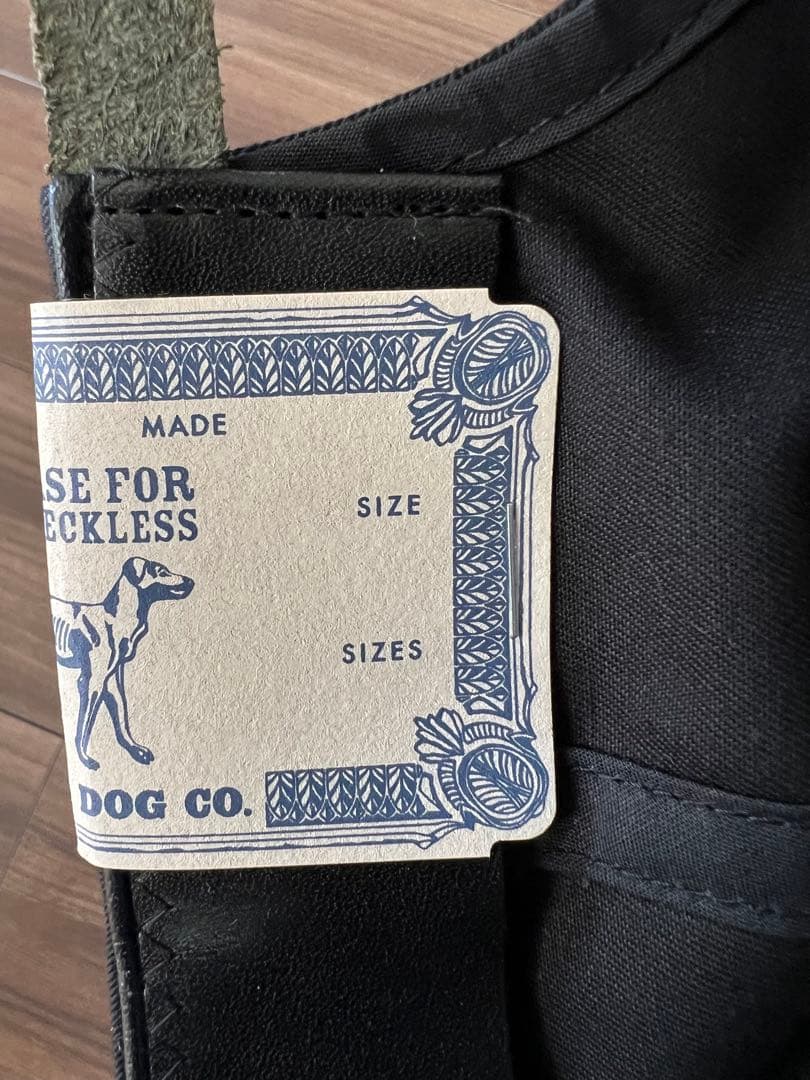 MADE
SE FOR
ECKLESS
SIZE
SIZES
DOG CO.